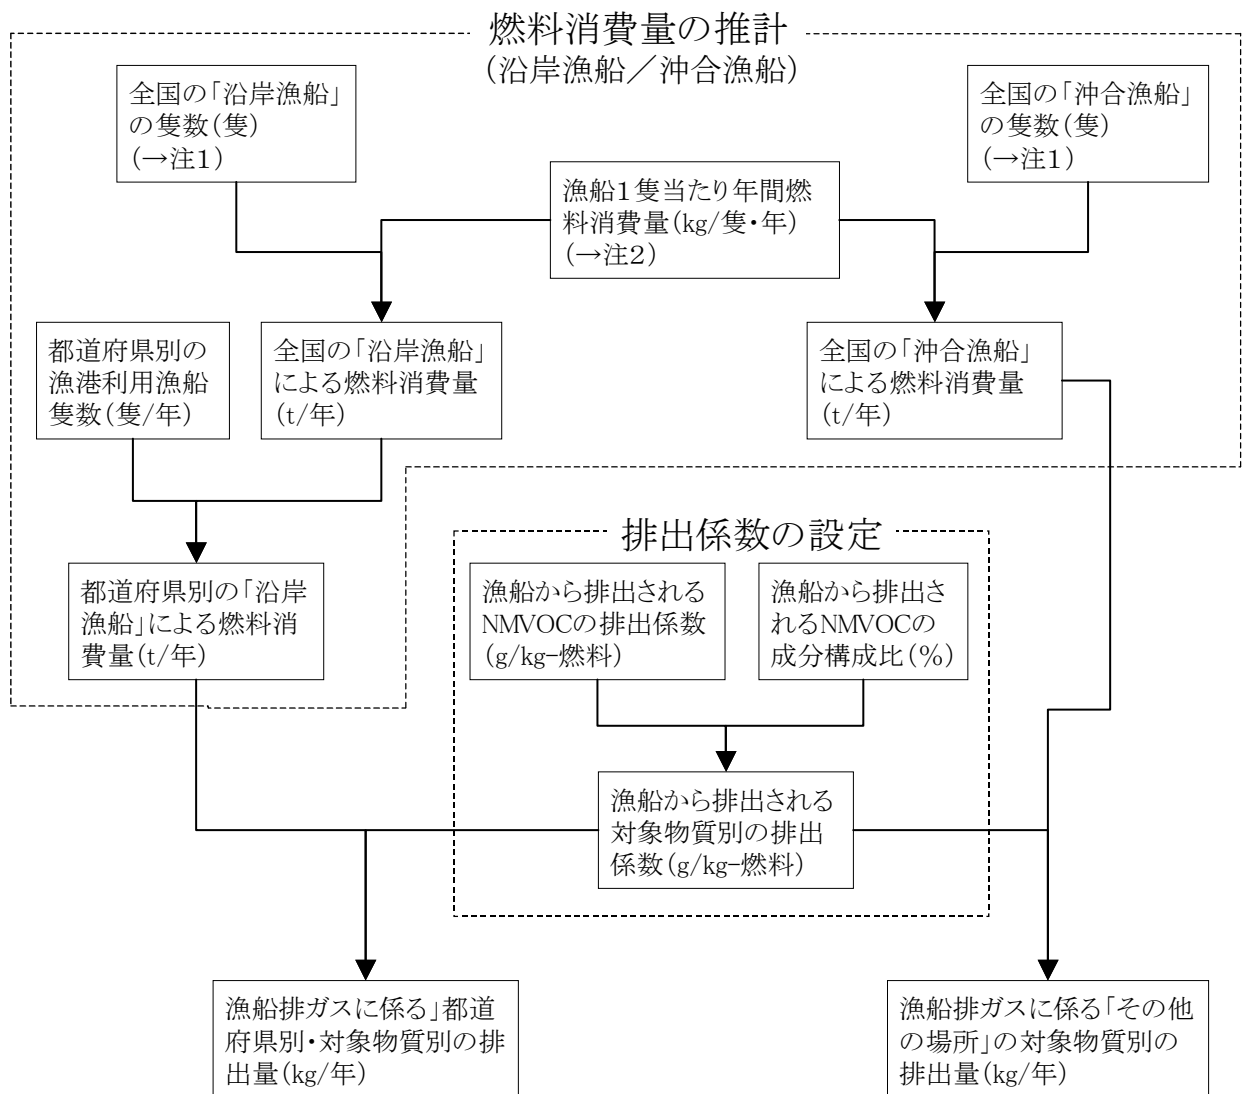 燃料消費量の推計
(沿岸漁船／沖合漁船)
全国の「沿岸漁船」
の隻数(隻)
(→注1)
全国の「沖合漁船」
の隻数(隻)
(→注1)
漁船1隻当たり年間燃
料消費量(kg/隻・年)
(→注2)
都道府県別の
漁港利用漁船
隻数(隻/年)
全国の「沿岸漁船」
による燃料消費量
(t/年)
全国の「沖合漁船」
による燃料消費量
(t/年)
排出係数の設定
都道府県別の「沿岸
漁船」による燃料消
費量(t/年)
漁船から排出される
NMVOCの排出係数
(g/kg-燃料)
漁船から排出さ
れるNMVOCの
成分構成比(%)
漁船から排出される
対象物質別の排出
係数(g/kg-燃料)
漁船排ガスに係る」都道
府県別・対象物質別の排
出量(kg/年)
漁船排ガスに係る「その他
の場所」の対象物質別の
排出量(kg/年)